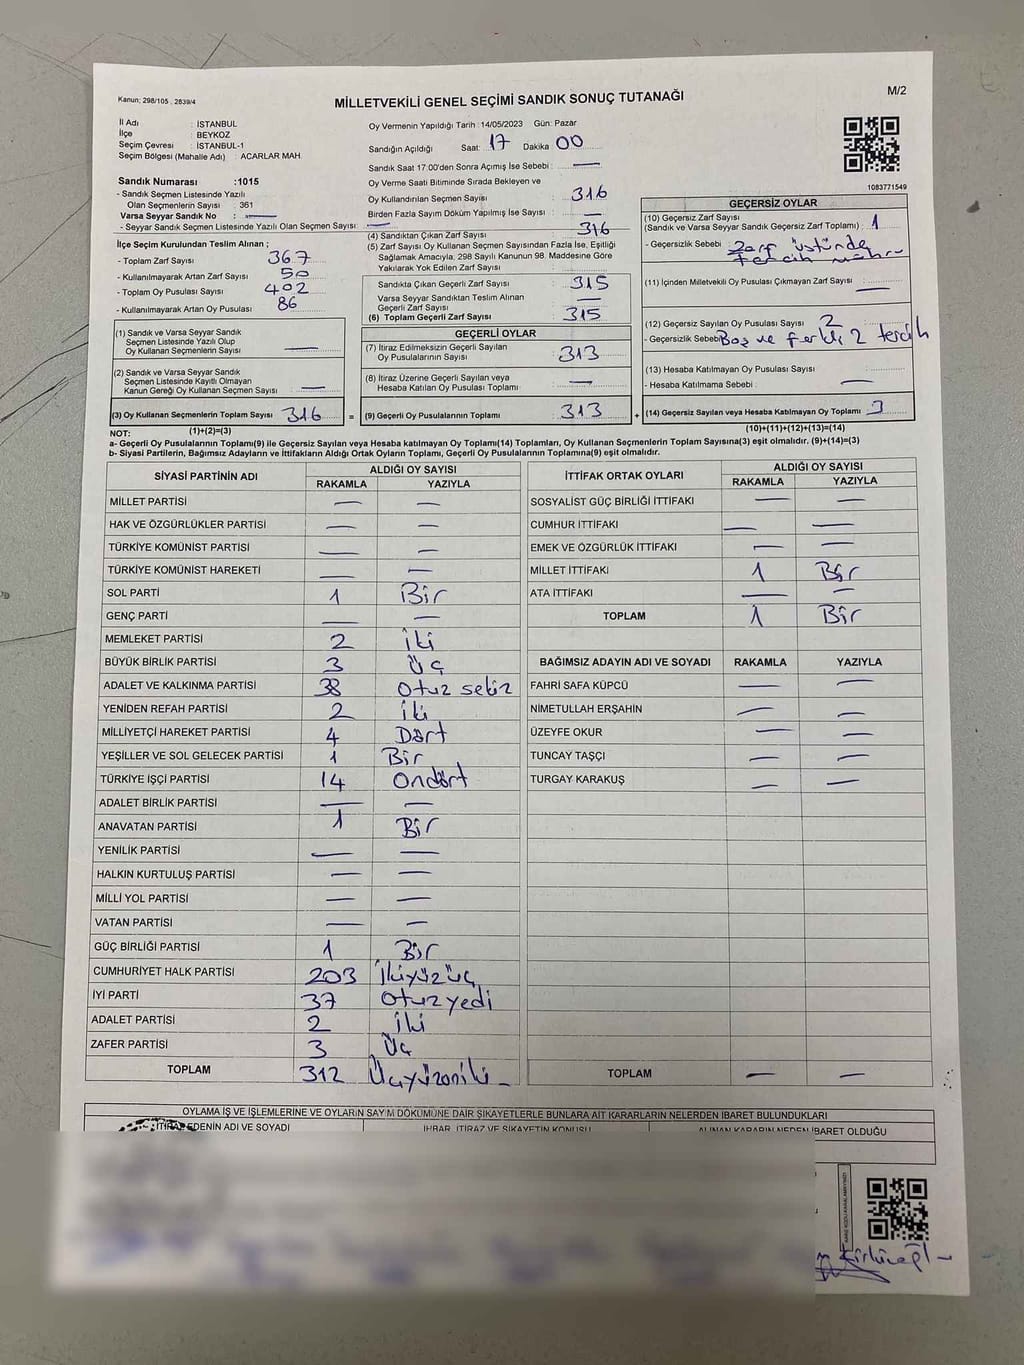 Kanun; 298/105 , 2839/4
MİLLETVEKİLİ GENEL SEÇİMİ SANDIK SONUÇ TUTANAĞI
M/2
İl Adı : İSTANBUL
İlçe : BEYKOZ
Seçim Çevresi : İSTANBUL-1
Seçim Bölgesi (Mahalle Adı) : ACARLAR MAH.
Sandık Numarası :1015
- Sandık Seçmen Listesinde Yazılı
Olan Seçmenlerin Sayısı : 361
Varsa Seyyar Sandık No : —
- Seyyar Sandık Seçmen Listesinde Yazılı Olan Seçmen Sayısı : —
İlçe Seçim Kurulundan Teslim Alınan ;
- Toplam Zarf Sayısı 367
- Kullanılmayarak Artan Zarf Sayısı 50
- Toplam Oy Pusulası Sayısı 402
- Kullanılmayarak Artan Oy Pusulası 86
Oy Vermenin Yapıldığı Tarih : 14/05/2023 Gün: Pazar
Sandığın Açıldığı Saat: 17 Dakika 00
Sandık Saat 17.00'den Sonra Açımış İse Sebebi : —
Oy Verme Saati Bitiminde Sırada Bekleyen ve
Oy Kullandırılan Seçmen Sayısı 316
Birden Fazla Sayım Döküm Yapılmış İse Sayısı : —
(4) Sandıktan Çıkan Zarf Sayısı 316
(5) Zarf Sayısı Oy Kullanan Seçmen Sayısından Fazla İse, Eşitliği
Sağlamak Amacıyla, 298 Sayılı Kanunun 98. Maddesine Göre
Yakılarak Yok Edilen Zarf Sayısı :
Sandıkta Çıkan Geçerli Zarf Sayısı : 315
Varsa Seyyar Sandıktan Teslim Alınan
Geçerli Zarf Sayısı : —
(6) Toplam Geçerli Zarf Sayısı : 315
1083771549
GEÇERSİZ OYLAR
(10) Geçersiz Zarf Sayısı
(Sandık ve Varsa Seyyar Sandık Geçersiz Zarf Toplamı) : 1
- Geçersizlik Sebebi : Zarf üstünde
(11) İçinden Milletvekili Oy Pusulası Çıkmayan Zarf Sayısı : —
(12) Geçersiz Sayılan Oy Pusulası Sayısı : 2
- Geçersizlik Sebebi Boş ve farklı 2 tercih
(13) Hesaba Katılmayan Oy Pusulası Sayısı
- Hesaba Katılmama Sebebi : —
(14) Geçersiz Sayılan veya Hesaba Katılmayan Oy Toplamı 3
(10)+(11)+(12)+(13)=(14)
(1) Sandık ve Varsa Seyyar Sandık
Seçmen Listesinde Yazılı Olup
Oy Kullanan Seçmenlerin Sayısı —
(2) Sandık ve Varsa Seyyar Sandık
Seçmen Listesinde Kayıtlı Olmayan
Kanun Gereği Oy Kullanan Seçmen Sayısı : —
(3) Oy Kullanan Seçmenlerin Toplam Sayısı 316 =
(1)+(2)=(3)
GEÇERLİ OYLAR
(7) İtiraz Edilmeksizin Geçerli Sayılan
Oy Pusulalarının Sayısı : 313
(8) İtiraz Üzerine Geçerli Sayılan veya
Hesaba Katılan Oy Pusulası Toplamı : —
(9) Geçerli Oy Pusulalarının Toplamı : 313 +
NOT:
a- Geçerli Oy Pusulalarının Toplamı(9) ile Geçersiz Sayılan veya Hesaba katılmayan Oy Toplamı(14) Toplamları, Oy Kullanan Seçmenlerin Toplam Sayısına(3) eşit olmalıdır. (9)+(14)=(3)
b- Siyasi Partilerin, Bağımsız Adayların ve İttifakların Aldığı Ortak Oyların Toplamı, Geçerli Oy Pusulalarının Toplamına(9) eşit olmalıdır.
SİYASİ PARTİNİN ADI ALDIĞI OY SAYISI
RAKAMLA YAZIYLA
MİLLET PARTİSİ — —
HAK VE ÖZGÜRLÜKLER PARTİSİ — —
TÜRKİYE KOMÜNİST PARTİSİ — —
TÜRKİYE KOMÜNİST HAREKETİ — —
SOL PARTİ 1 Bir
GENÇ PARTİ — —
MEMLEKET PARTİSİ 2 İki
BÜYÜK BİRLİK PARTİSİ 3 Üç
ADALET VE KALKINMA PARTİSİ 38 Otuz sekiz
YENİDEN REFAH PARTİSİ 2 İki
MİLLİYETÇİ HAREKET PARTİSİ 4 Dört
YEŞİLLER VE SOL GELECEK PARTİSİ 1 Bir
TÜRKİYE İŞÇİ PARTİSİ 14 Ondört
ADALET BİRLİK PARTİSİ — —
ANAVATAN PARTİSİ 1 Bir
YENİLİK PARTİSİ — —
HALKIN KURTULUŞ PARTİSİ — —
MİLLİ YOL PARTİSİ — —
VATAN PARTİSİ — —
GÜÇ BİRLİĞİ PARTİSİ 1 Bir
CUMHURİYET HALK PARTİSİ 203 İkiyüzüç
İYİ PARTİ 37 Otuzyedi
ADALET PARTİSİ 2 İki
ZAFER PARTİSİ 3 Üç
TOPLAM 312 Üçyüzoniki
İTTİFAK ORTAK OYLARI ALDIĞI OY SAYISI
RAKAMLA YAZIYLA
SOSYALİST GÜÇ BİRLİĞİ İTTİFAKI — —
CUMHUR İTTİFAKI — —
EMEK VE ÖZGÜRLÜK İTTİFAKI — —
MİLLET İTTİFAKI 1 Bir
ATA İTTİFAKI — —
TOPLAM 1 Bir
BAĞIMSIZ ADAYIN ADI VE SOYADI RAKAMLA YAZIYLA
FAHRİ SAFA KÜPCÜ — —
NİMETULLAH ERŞAHİN — —
ÜZEYFE OKUR — —
TUNCAY TAŞÇI — —
TURGAY KARAKUŞ — —
TOPLAM — —
OYLAMA İŞ VE İŞLEMLERİNE VE OYLARIN SAYIM DÖKÜMÜNE DAİR ŞİKAYETLERLE BUNLARA AİT KARARLARIN NELERDEN İBARET BULUNDUKLARI
İTİRAZ EDENİN ADI VE SOYADI İHBAR, İTİRAZ VE ŞİKAYETİN KONUSU ALINAN KARARIN NEDEN İBARET OLDUĞU